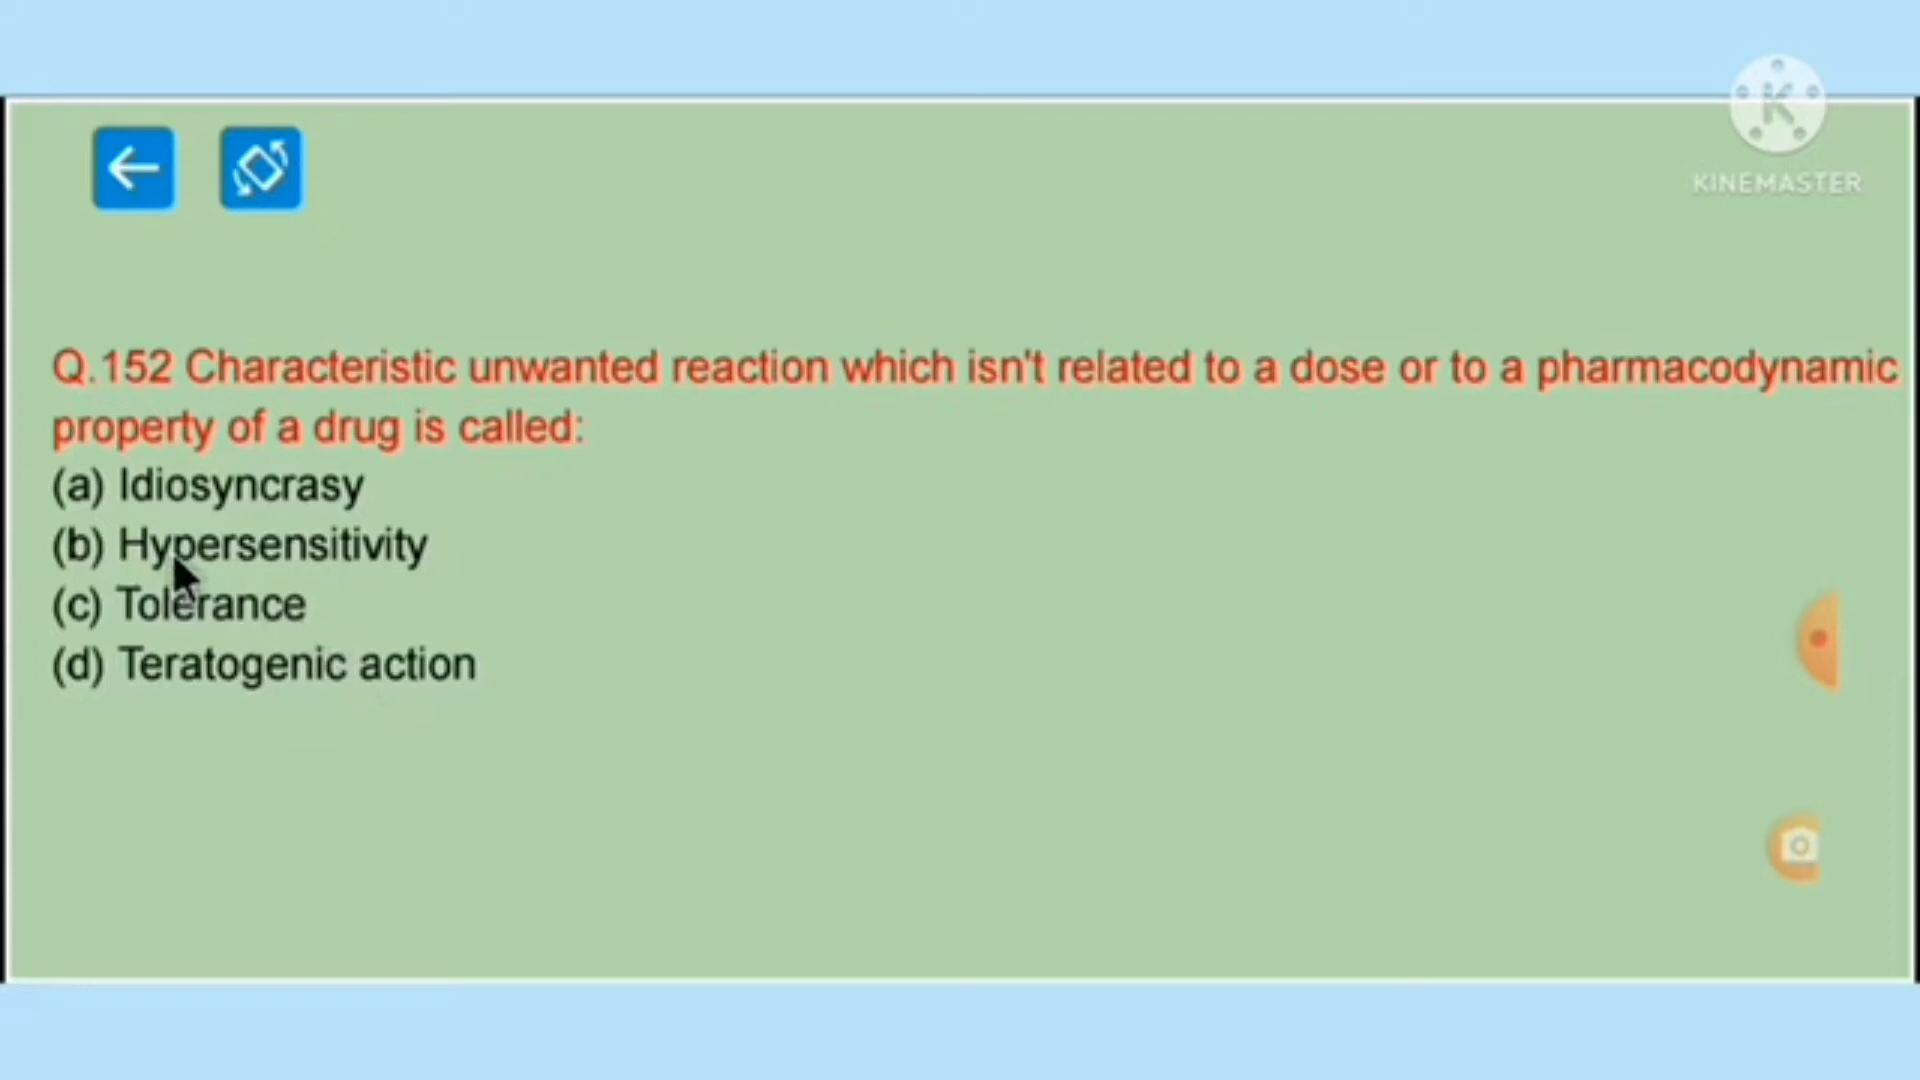 KINEMASTER
Q.152 Characteristic unwanted reaction which isn't related to a dose or to a pharmacodynamic
property of a drug is called:
(a) Idiosyncrasy
(b) Hypersensitivity
(c) Tolerance
(d) Teratogenic action